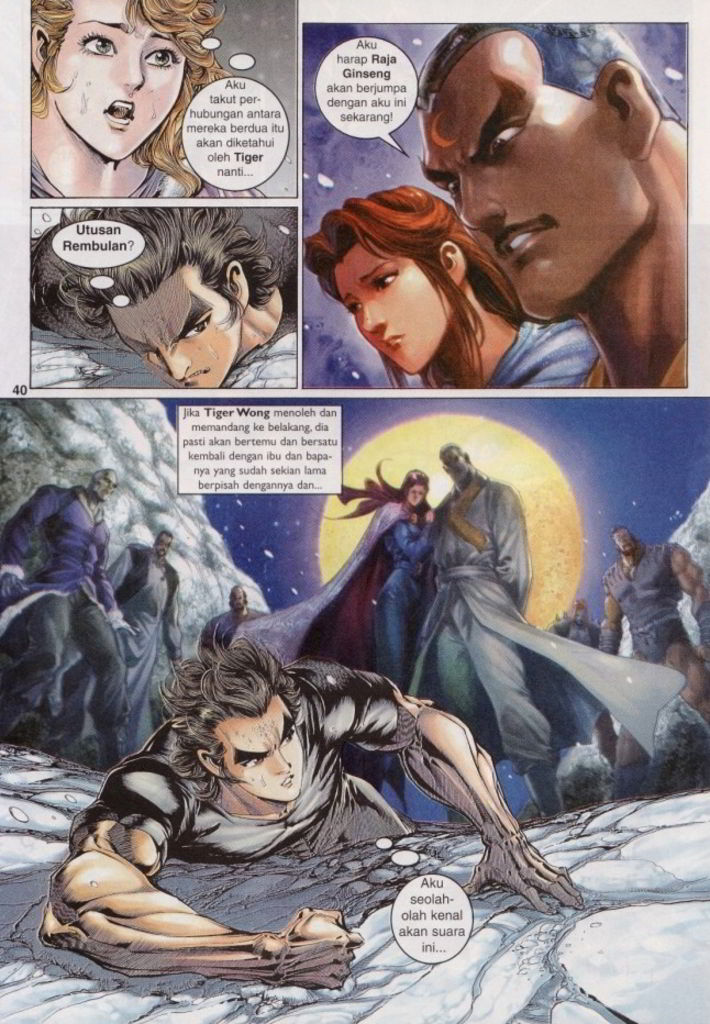 Aku
takut per-
hubungan antara
mereka berdua itu
akan diketahui
oleh Tiger
nanti...
Aku
harap Raja
Ginseng
akan berjumpa
dengan aku ini
sekarang!
Utusan
Rembulan?
40
Jika Tiger Wong menoleh dan
memandang ke belakang, dia
pasti akan bertemu dan bersatu
kembali dengan ibu dan bapa-
nya yang sudah sekian lama
berpisah dengannya dan...
Aku
seolah-
olah kenal
akan suara
ini...